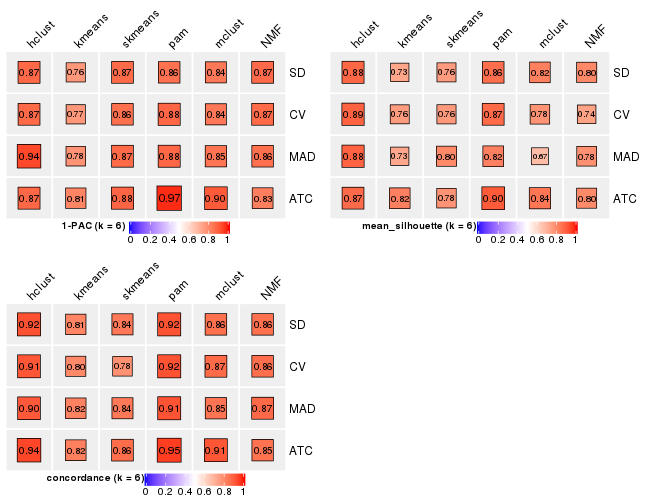 hclust kmeans skmeans pam mclust NMF
0.87 0.76 0.87 0.86 0.84 0.87 SD
0.87 0.77 0.86 0.88 0.84 0.87 CV
0.94 0.78 0.87 0.88 0.85 0.86 MAD
0.87 0.81 0.88 0.97 0.90 0.83 ATC
1-PAC (k = 6)
0 0.2 0.4 0.6 0.8 1
hclust kmeans skmeans pam mclust NMF
0.88 0.73 0.76 0.86 0.82 0.80 SD
0.89 0.76 0.76 0.87 0.78 0.74 CV
0.88 0.73 0.80 0.82 0.67 0.78 MAD
0.87 0.82 0.78 0.90 0.84 0.80 ATC
mean_silhouette (k = 6)
0 0.2 0.4 0.6 0.8 1
hclust kmeans skmeans pam mclust NMF
0.92 0.81 0.84 0.92 0.86 0.86 SD
0.91 0.80 0.78 0.92 0.87 0.86 CV
0.90 0.82 0.84 0.91 0.85 0.87 MAD
0.94 0.82 0.86 0.95 0.91 0.85 ATC
concordance (k = 6)
0 0.2 0.4 0.6 0.8 1